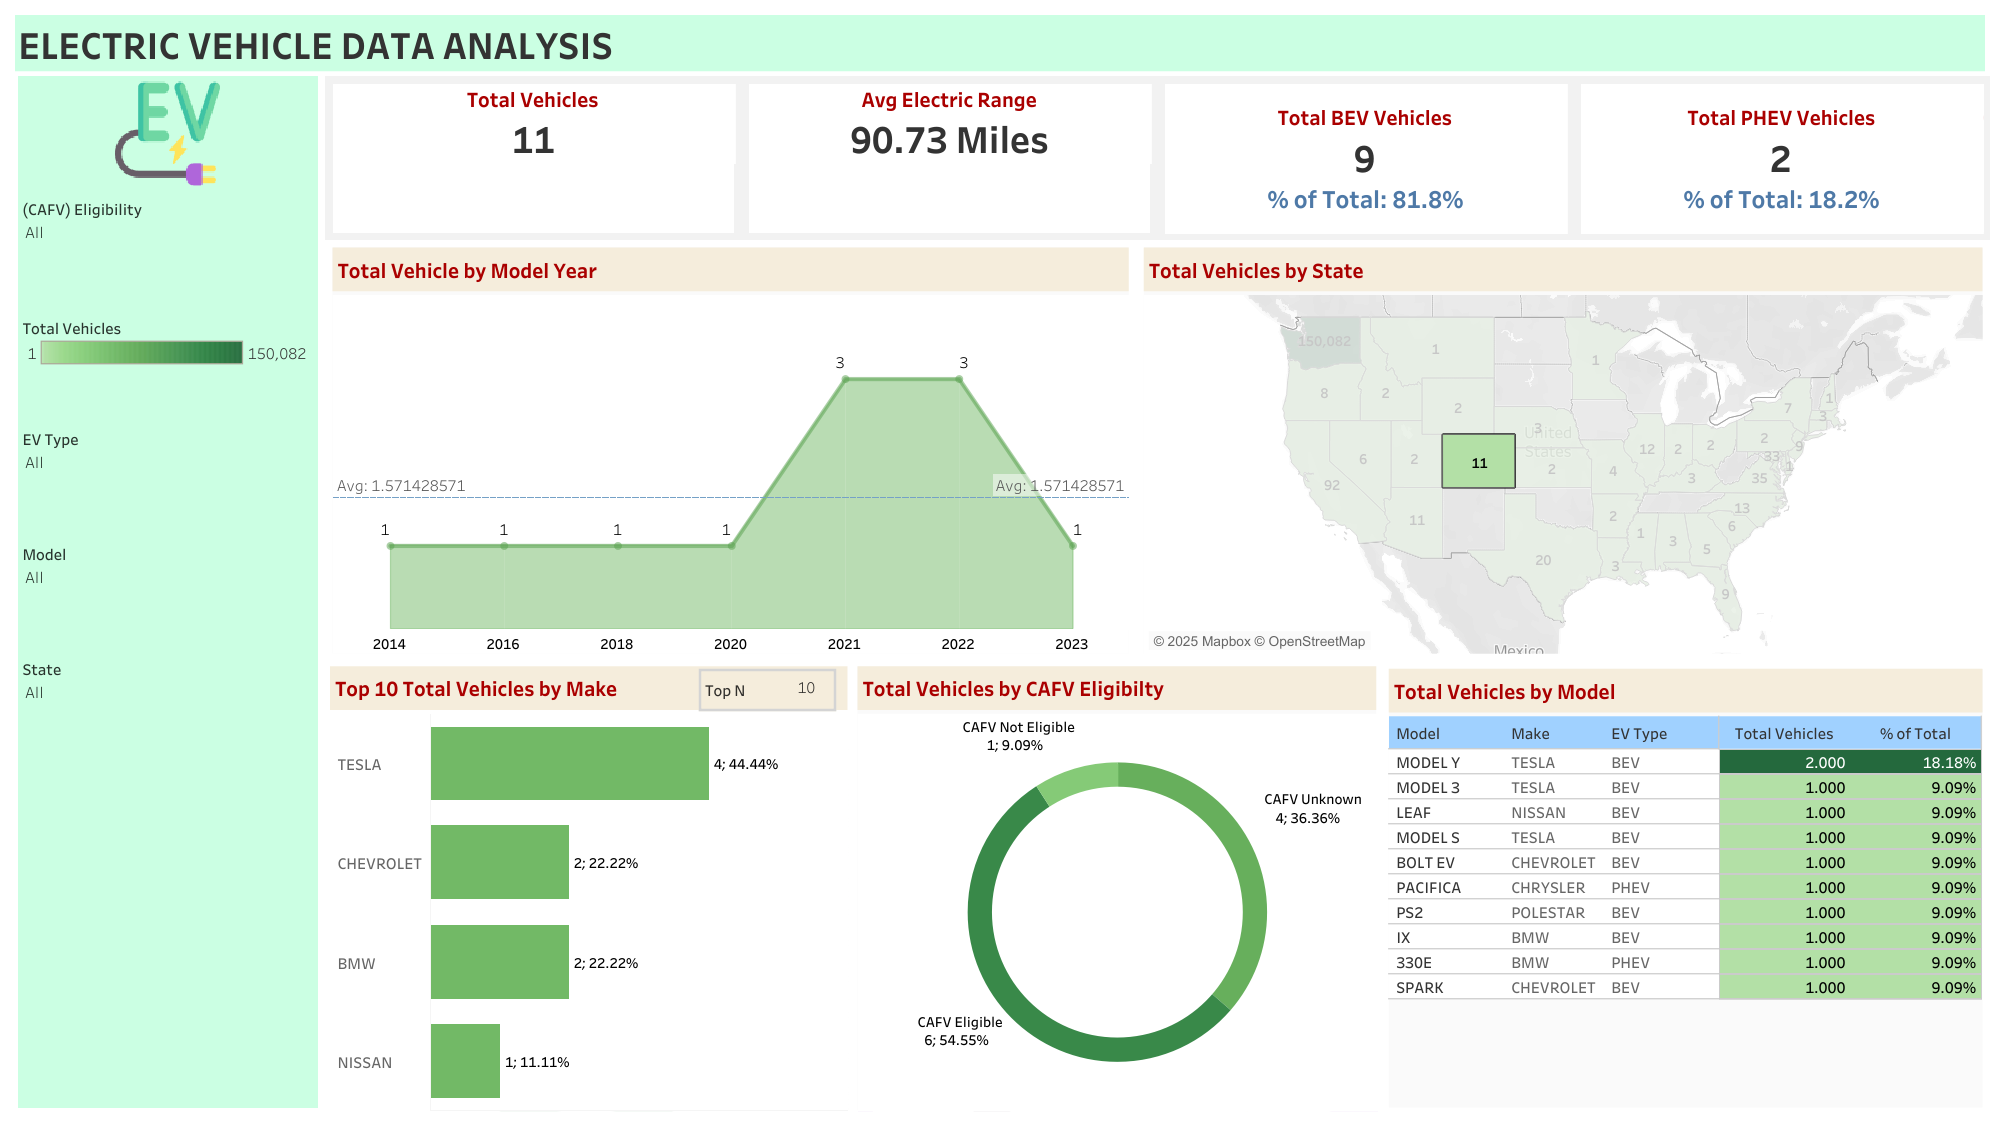 ELECTRIC VEHICLE DATA ANALYSIS
EV
(CAFV) Eligibility
All
Total Vehicles
1 150,082
EV Type
All
Model
All
State
All
Total Vehicles
11
Avg Electric Range
90.73 Miles
Total BEV Vehicles
9
% of Total: 81.8%
Total PHEV Vehicles
2
% of Total: 18.2%
Total Vehicle by Model Year
3 3
Avg: 1.571428571 Avg: 1.571428571
1 1 1 1 1
2014 2016 2018 2020 2021 2022 2023
Total Vehicles by State
150,082 1 1
8 2 2 7 1
3 3
United
States
6 2 11 2 4 12 2 2 2 9
33 1
92 3 35
11 2 13
1 3 5 6
20 3
9
© 2025 Mapbox © OpenStreetMap
Mexico
Top 10 Total Vehicles by Make Top N 10
TESLA 4; 44.44%
CHEVROLET 2; 22.22%
BMW 2; 22.22%
NISSAN 1; 11.11%
Total Vehicles by CAFV Eligibilty
CAFV Not Eligible
1; 9.09%
CAFV Unknown
4; 36.36%
CAFV Eligible
6; 54.55%
Total Vehicles by Model
Model Make EV Type Total Vehicles % of Total
MODEL Y TESLA BEV 2.000 18.18%
MODEL 3 TESLA BEV 1.000 9.09%
LEAF NISSAN BEV 1.000 9.09%
MODEL S TESLA BEV 1.000 9.09%
BOLT EV CHEVROLET BEV 1.000 9.09%
PACIFICA CHRYSLER PHEV 1.000 9.09%
PS2 POLESTAR BEV 1.000 9.09%
IX BMW BEV 1.000 9.09%
330E BMW PHEV 1.000 9.09%
SPARK CHEVROLET BEV 1.000 9.09%